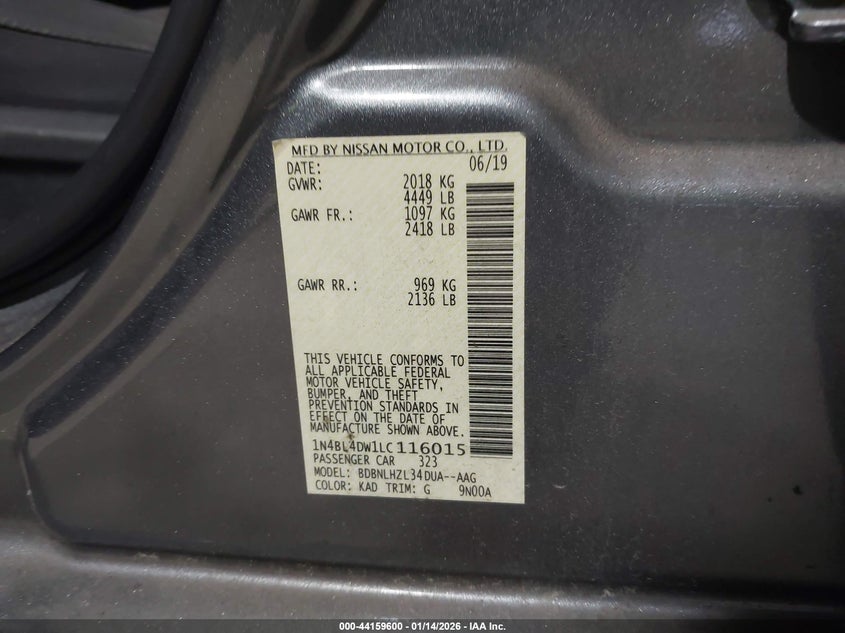 MFD BY NISSAN MOTOR CO., LTD.
DATE: 06/19
GVWR: 2018 KG
4449 LB
GAWR FR.: 1097 KG
2418 LB
GAWR RR.: 969 KG
2136 LB
THIS VEHICLE CONFORMS TO
ALL APPLICABLE FEDERAL
MOTOR VEHICLE SAFETY,
BUMPER, AND THEFT
PREVENTION STANDARDS IN
EFFECT ON THE DATE OF
MANUFACTURE SHOWN ABOVE.
1N4BL4DW1LC116015
PASSENGER CAR 323
MODEL: BDBNLHZL34DUA--AAG
COLOR: KAD TRIM: G 9N00A
000-44159600 - 01/14/2026 - IAA Inc.